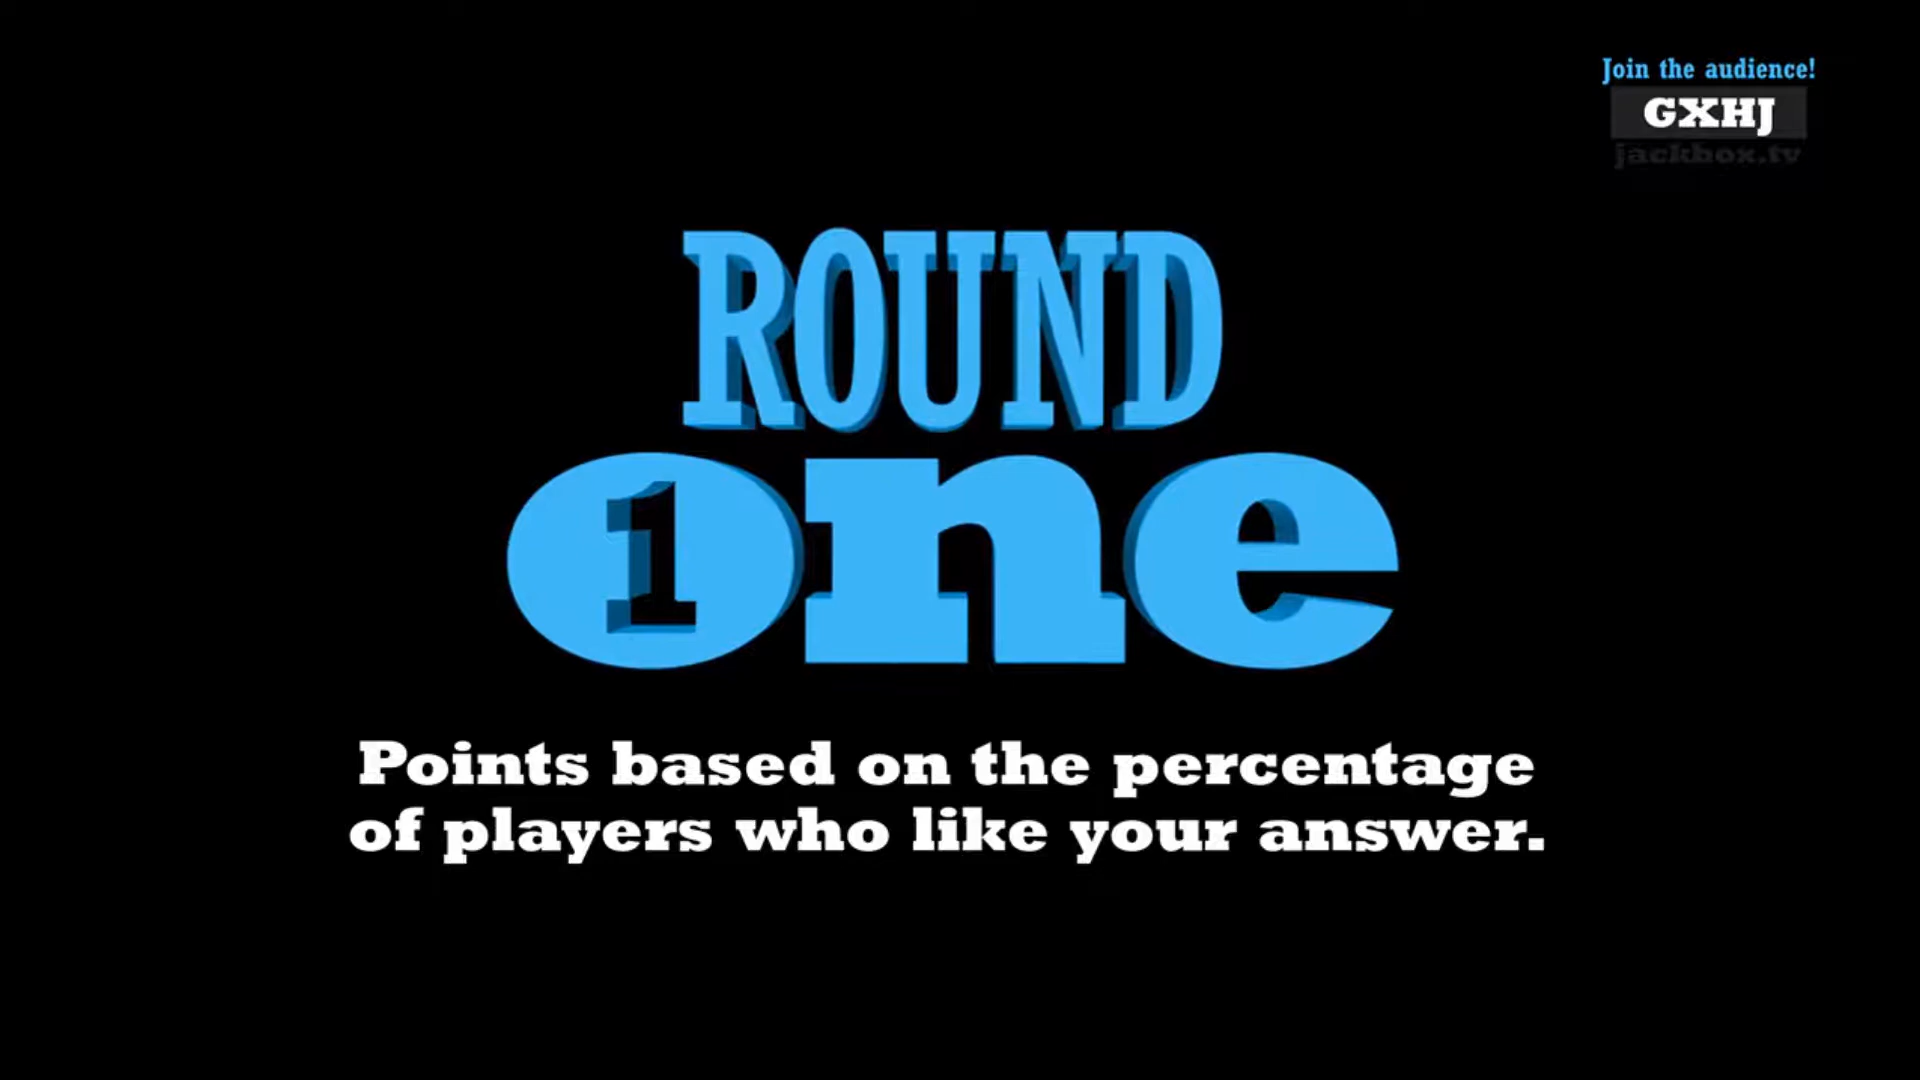 Join the audience!
GXHJ
jackbox.tv
ROUND
one
1
Points based on the percentage
of players who like your answer.